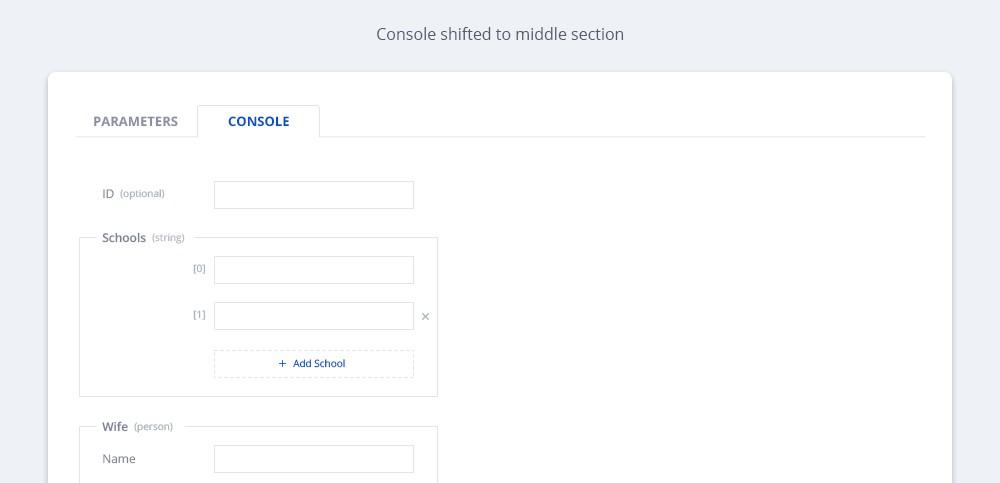 Console shifted to middle section
PARAMETERS CONSOLE
ID (optional)
Schools (string)
[0]
[1] ×
+ Add School
Wife (person)
Name